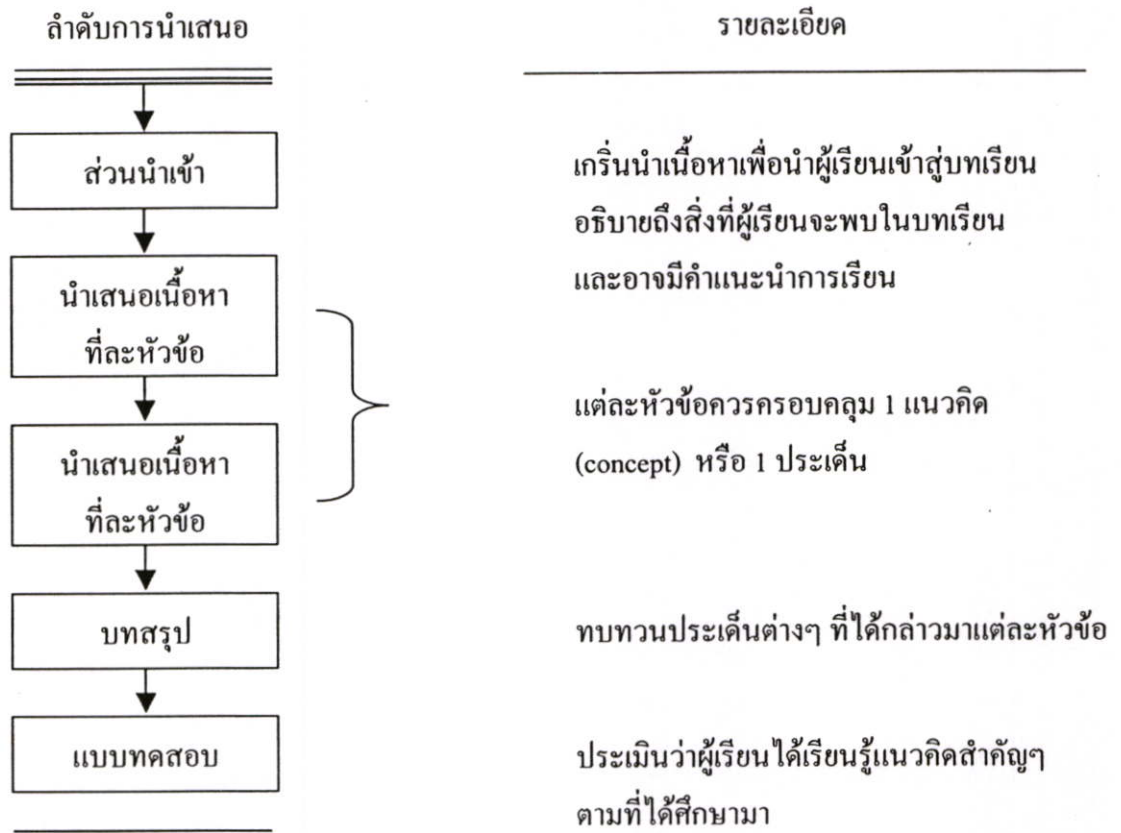 ลำดับการนำเสนอ
รายละเอียด
ส่วนนำเข้า
เกริ่นนำเนื้อหาเพื่อนำผู้เรียนเข้าสู่บทเรียน
อธิบายถึงสิ่งที่ผู้เรียนจะพบในบทเรียน
และอาจมีคำแนะนำการเรียน
นำเสนอเนื้อหา
ที่ละหัวข้อ
แต่ละหัวข้อควรครอบคลุม 1 แนวคิด
(concept) หรือ 1 ประเด็น
นำเสนอเนื้อหา
ที่ละหัวข้อ
บทสรุป
ทบทวนประเด็นต่างๆ ที่ได้กล่าวมาแต่ละหัวข้อ
แบบทดสอบ
ประเมินว่าผู้เรียนได้เรียนรู้แนวคิดสำคัญๆ
ตามที่ได้ศึกษามา